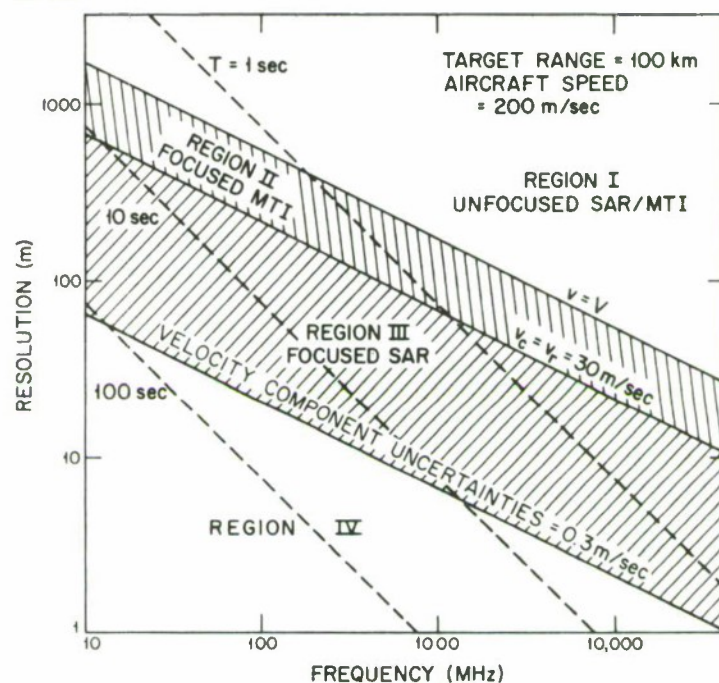 T = 1 sec
TARGET RANGE = 100 km
AIRCRAFT SPEED
= 200 m/sec
1000
REGION II
FOCUSED MTI
REGION I
UNFOCUSED SAR/MTI
10 sec
100
v = V
RESOLUTION (m)
REGION III
FOCUSED SAR
v_c = v_r = 30 m/sec
100 sec
VELOCITY COMPONENT UNCERTAINTIES = 0.3 m/sec
10
REGION IV
1
10
100
1000
10,000
FREQUENCY (MHz)